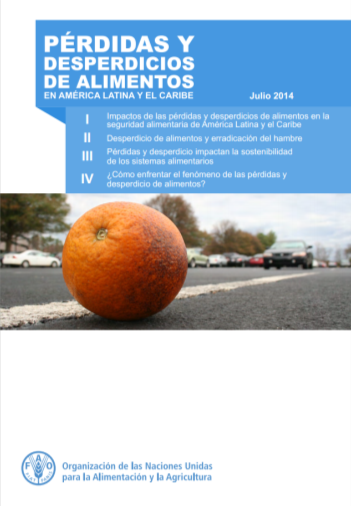 PÉRDIDAS Y
DESPERDICIOS
DE ALIMENTOS
EN AMÉRICA LATINA Y EL CARIBE
Julio 2014
I Impactos de las pérdidas y desperdicios de alimentos en la
seguridad alimentaria de América Latina y el Caribe
II Desperdicio de alimentos y erradicación del hambre
III Pérdidas y desperdicio impactan la sostenibilidad
de los sistemas alimentarios
IV ¿Cómo enfrentar el fenómeno de las pérdidas y
desperdicio de alimentos?
FAO
FIAT PANIS
Organización de las Naciones Unidas
para la Alimentación y la Agricultura